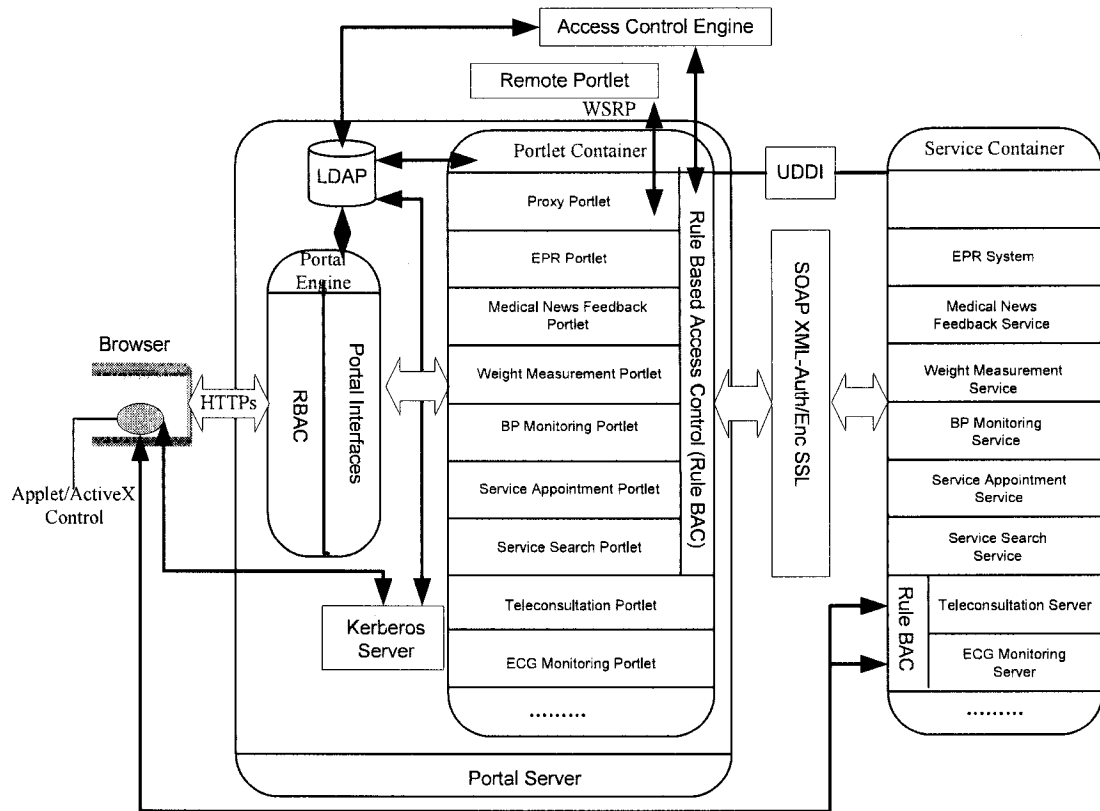 Access Control Engine
Remote Portlet
WSRP
Portlet Container
Service Container
LDAP
UDDI
Proxy Portlet
Portal
Engine
EPR Portlet
EPR System
Medical News Feedback
Portlet
Medical News
Feedback Service
Browser
HTTPs
RBAC
Portal Interfaces
Weight Measurement Portlet
Weight Measurement
Service
Rule Based Access Control (Rule BAC)
SOAP XML-Auth/Enc SSL
BP Monitoring Portlet
BP Monitoring
Service
Applet/ActiveX
Control
Service Appointment Portlet
Service Appointment
Service
Service Search Portlet
Service Search
Service
Kerberos
Server
Teleconsultation Portlet
Rule BAC
Teleconsultation Server
ECG Monitoring Portlet
ECG Monitoring
Server
.........
.........
Portal Server